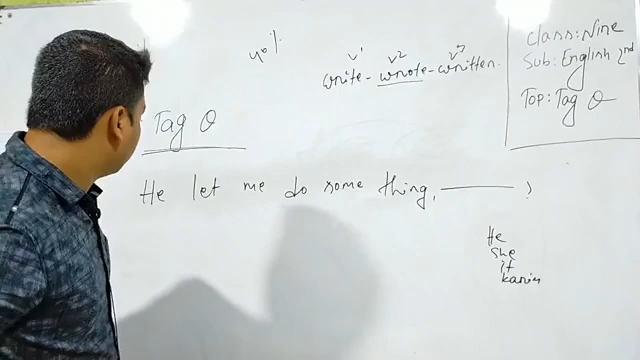 Class: Nine
Sub: English 2nd
Top: Tag Q
40%
V1 V2 V3
write - wrote - written.
Tag Q
He let me do some thing, ______ ?
He
She
it
Karim